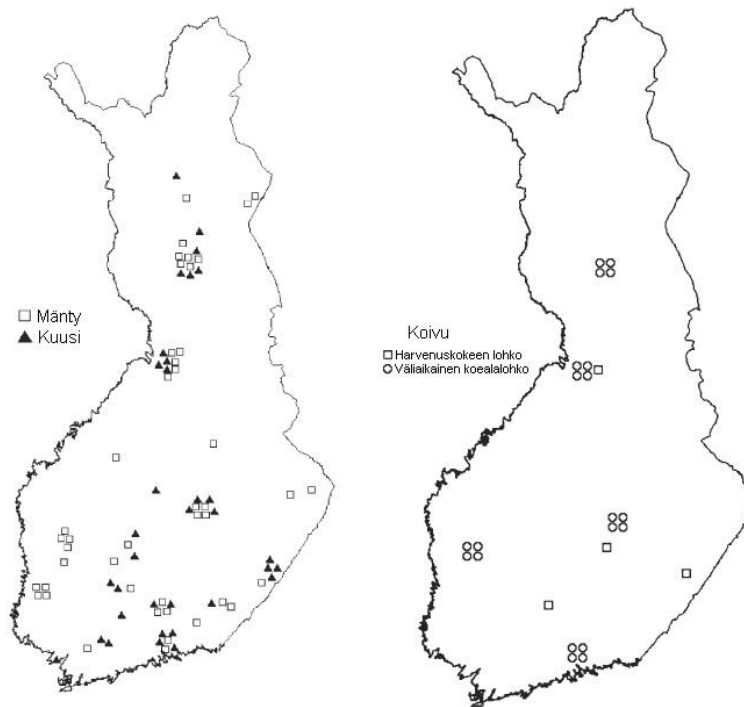 Mänty
Kuusi
Koivu
Harvenuskokeen lohko
Väliaikainen koealalohko